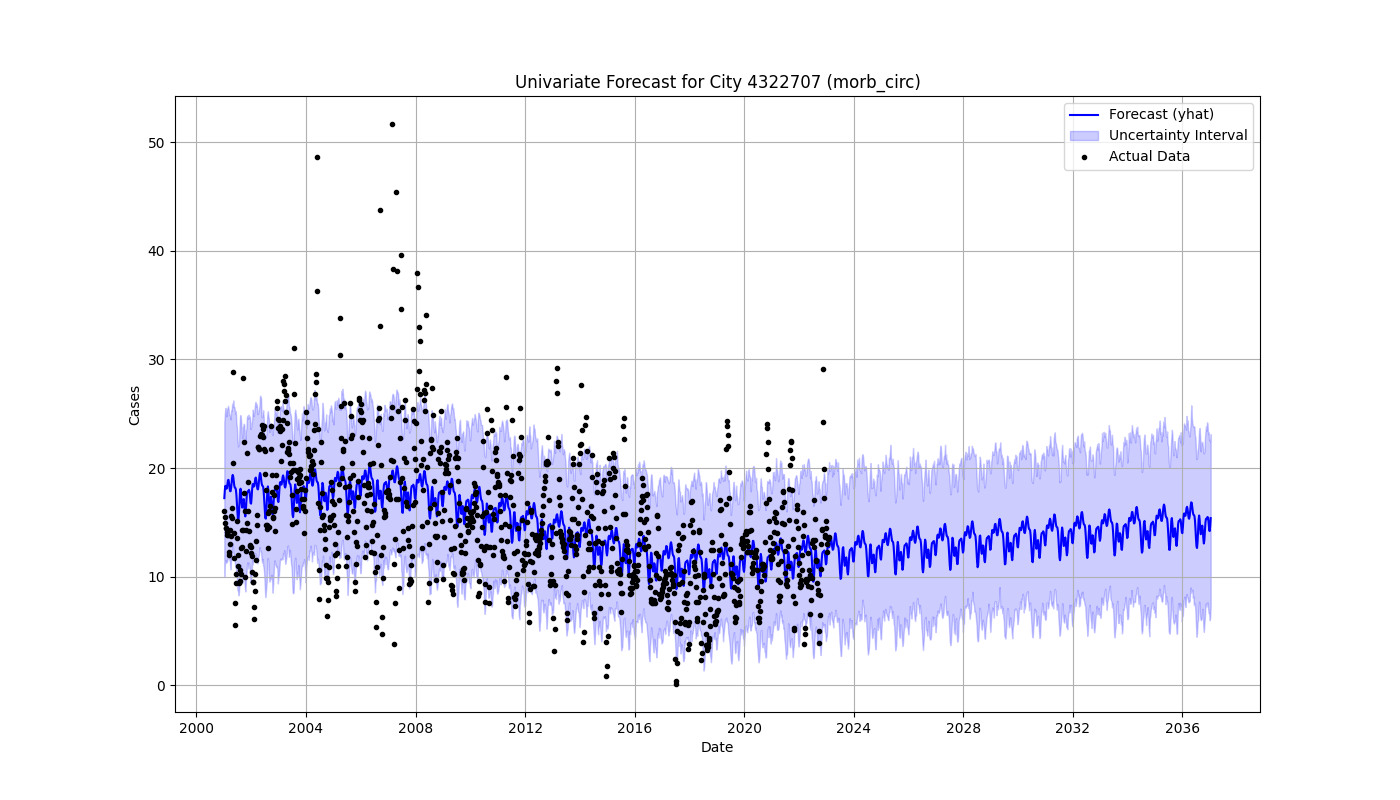 Univariate Forecast for City 4322707 (morb_circ)
Forecast (yhat)
Uncertainty Interval
Actual Data
Cases
50
40
30
20
10
0
2000 2004 2008 2012 2016 2020 2024 2028 2032 2036
Date